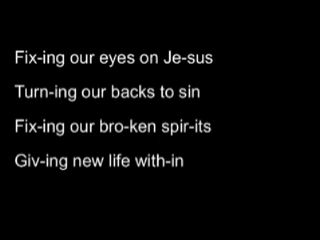 Fix-ing our eyes on Je-sus
Turn-ing our backs to sin
Fix-ing our bro-ken spir-its
Giv-ing new life with-in